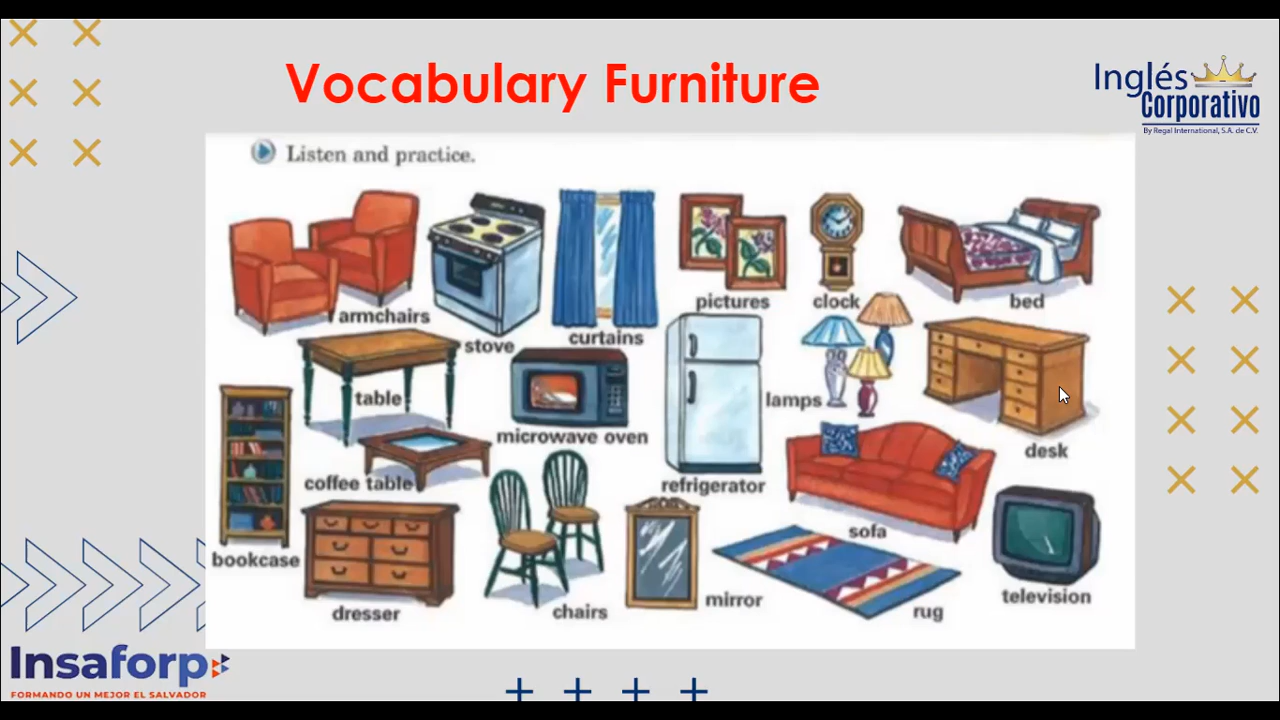 Vocabulary Furniture
Inglés
Corporativo
By Regal International, S.A. de C.V.
Listen and practice.
armchairs
stove
curtains
pictures
clock
bed
table
microwave oven
refrigerator
lamps
desk
bookcase
coffee table
dresser
chairs
mirror
sofa
rug
television
Insaforp
FORMANDO UN MEJOR EL SALVADOR